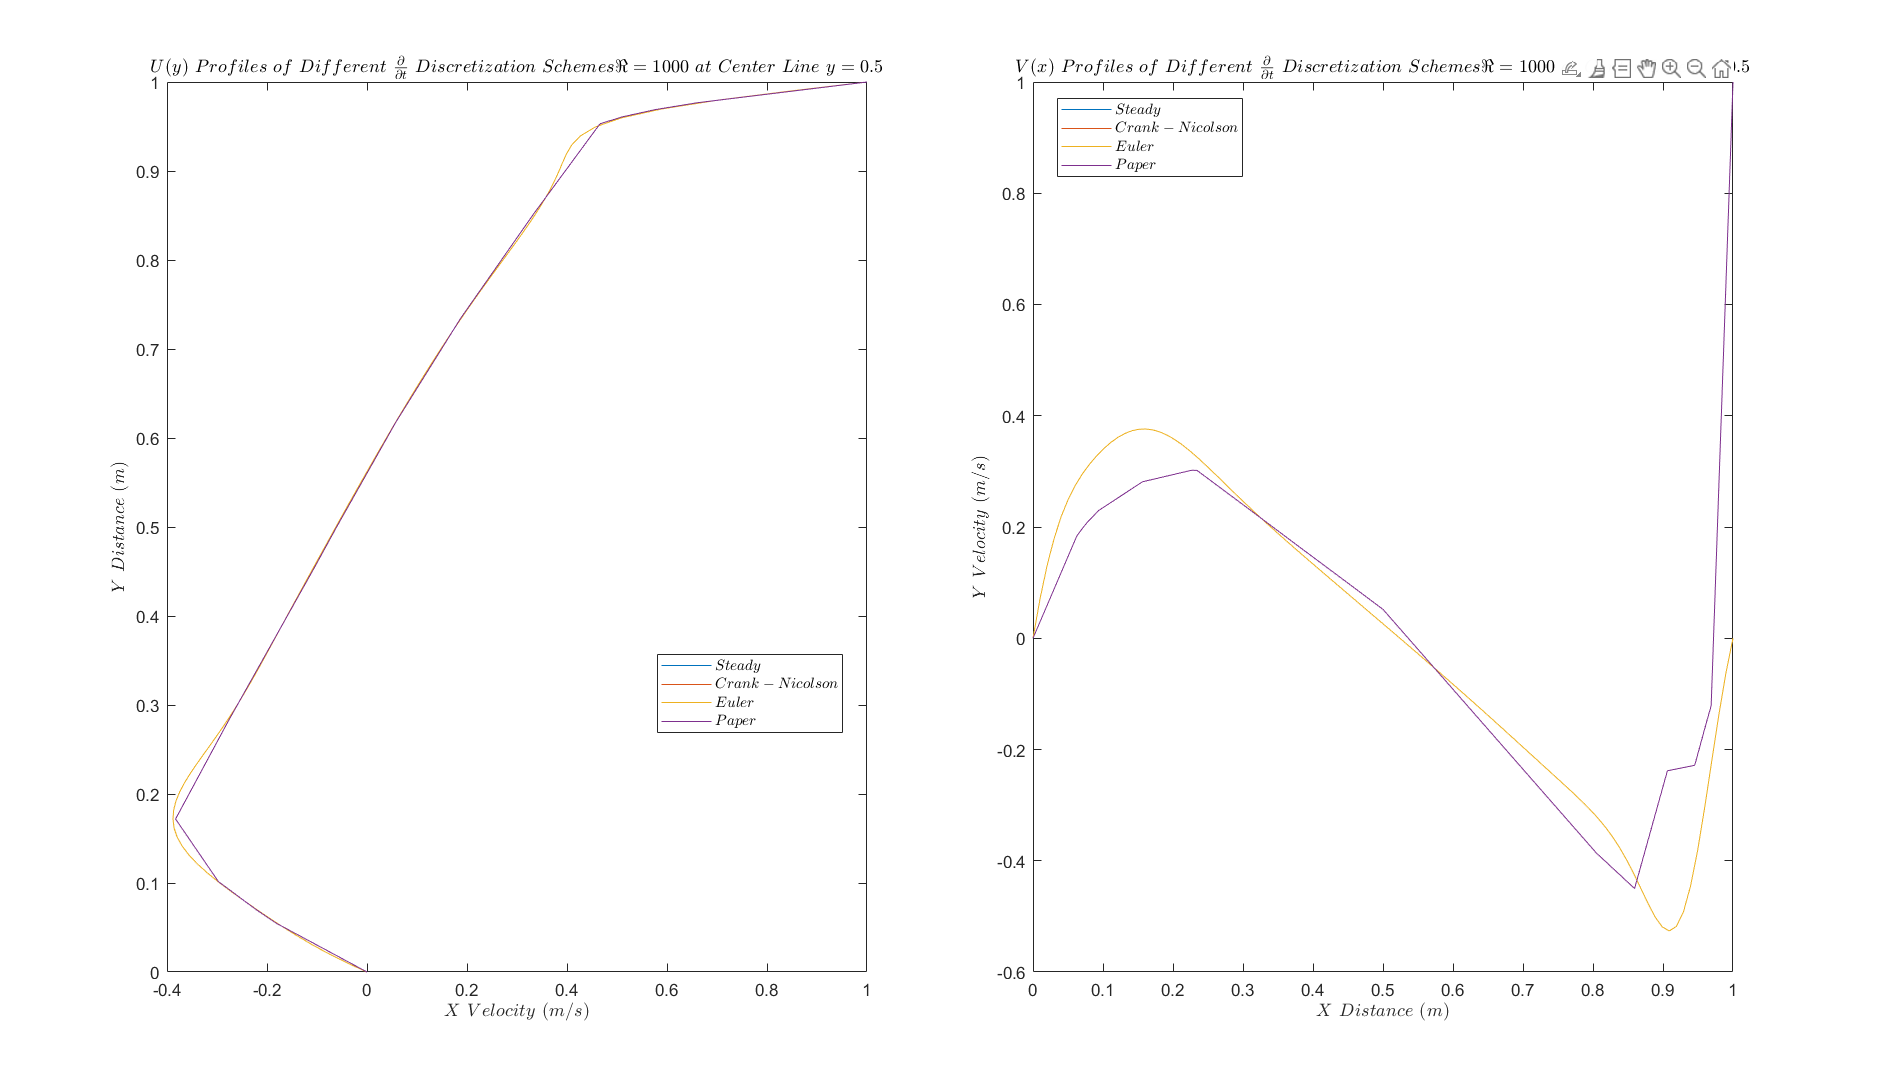 U(y) Profiles of Different ∂/∂t Discretization Schemesℜ = 1000 at Center Line y = 0.5
1
0.9
0.8
0.7
0.6
0.5
0.4
0.3
0.2
0.1
0
Y Distance (m)
Steady
Crank − Nicolson
Euler
Paper
-0.4 -0.2 0 0.2 0.4 0.6 0.8 1
X Velocity (m/s)
V(x) Profiles of Different ∂/∂t Discretization Schemesℜ = 1000 0.5
1
0.8
0.6
0.4
0.2
0
-0.2
-0.4
-0.6
Y Velocity (m/s)
Steady
Crank − Nicolson
Euler
Paper
0 0.1 0.2 0.3 0.4 0.5 0.6 0.7 0.8 0.9 1
X Distance (m)